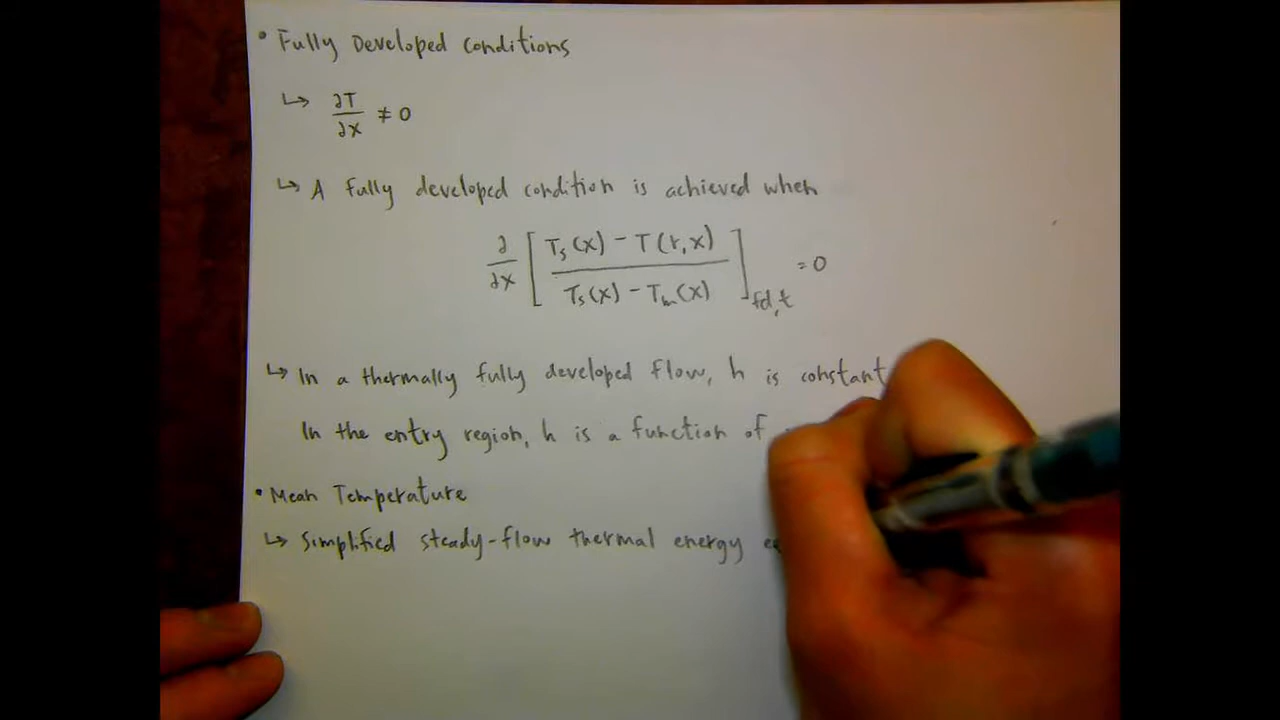 • Fully Developed conditions
↳ ∂T/∂x ≠ 0
↳ A fully developed condition is achieved when
∂/∂x [ (Ts(x) - T(r,x)) / (Ts(x) - Tm(x)) ]fd,t = 0
↳ In a thermally fully developed flow, h is constant
In the entry region, h is a function of
• Mean Temperature
↳ Simplified steady-flow thermal energy